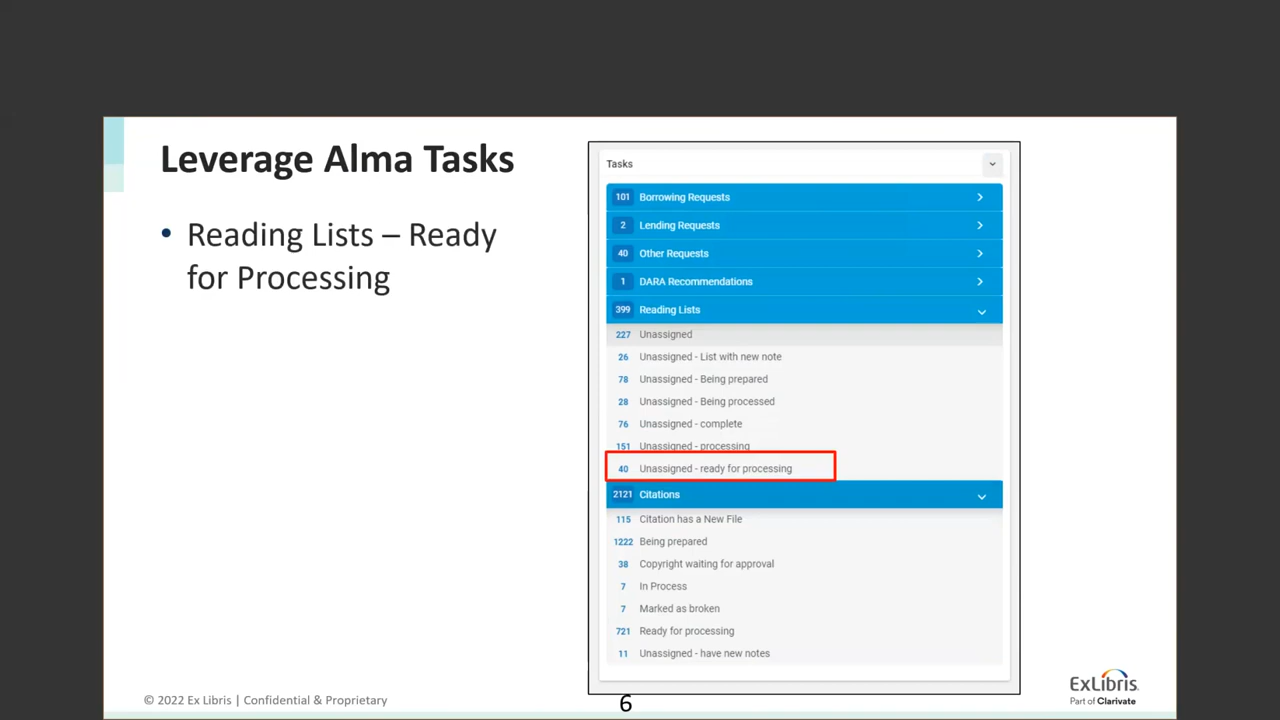 Leverage Alma Tasks
• Reading Lists – Ready
for Processing
Tasks
101 Borrowing Requests
2 Lending Requests
40 Other Requests
1 DARA Recommendations
399 Reading Lists
227 Unassigned
26 Unassigned - List with new note
78 Unassigned - Being prepared
28 Unassigned - Being processed
76 Unassigned - complete
151 Unassigned - processing
40 Unassigned - ready for processing
2121 Citations
115 Citation has a New File
1222 Being prepared
38 Copyright waiting for approval
7 In Process
7 Marked as broken
721 Ready for processing
11 Unassigned - have new notes
© 2022 Ex Libris | Confidential & Proprietary
6
ExLibris
Part of Clarivate